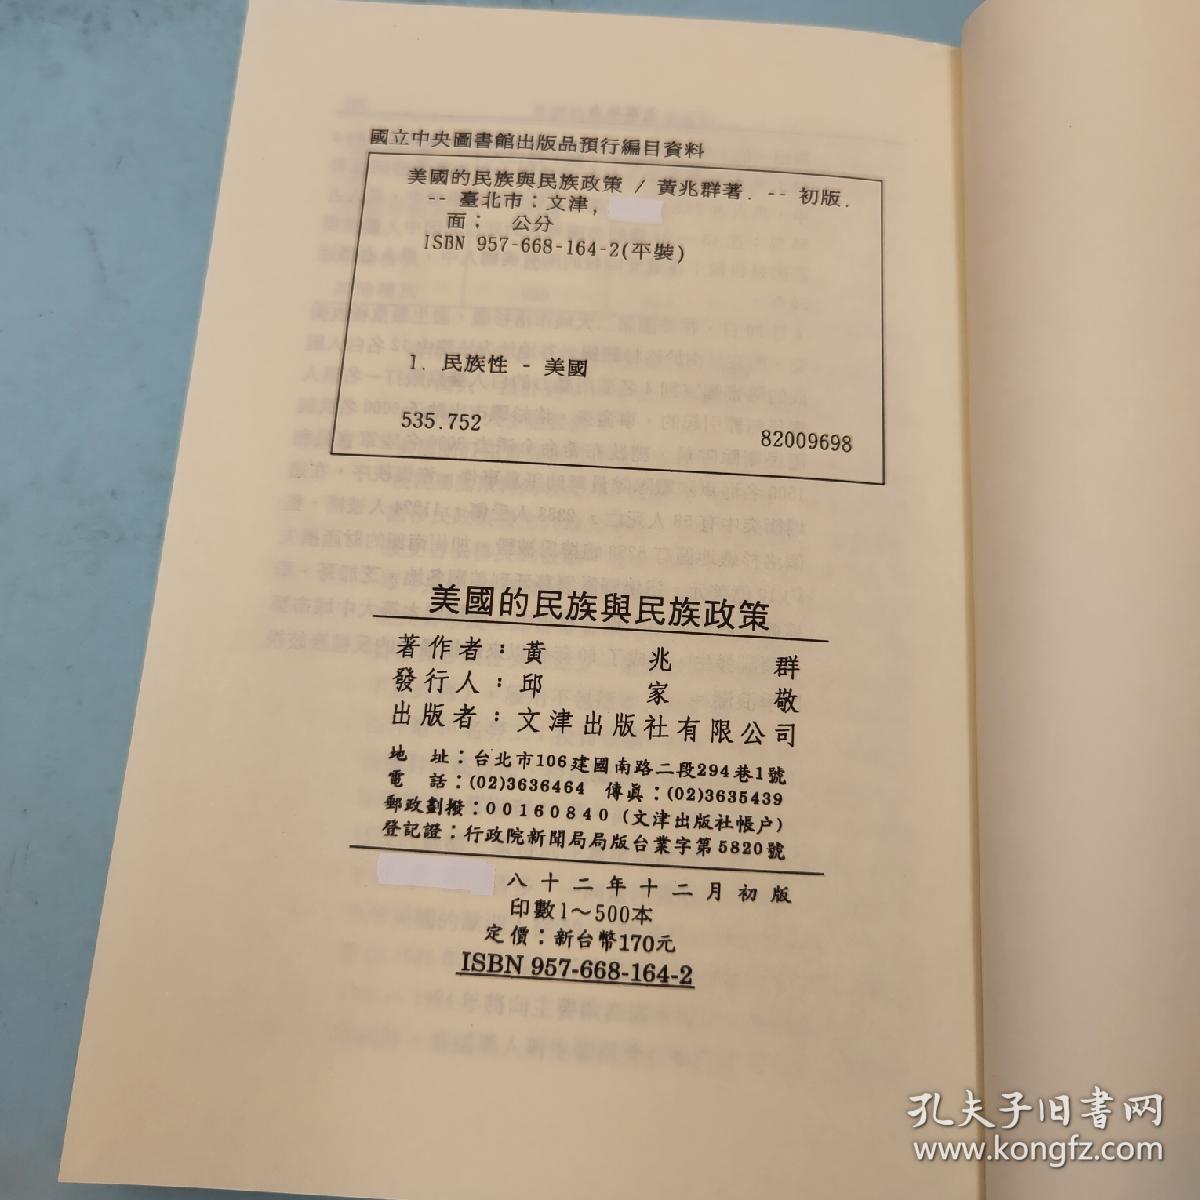 國立中央圖書館出版品預行編目資料
美國的民族與民族政策 / 黃兆群著. -- 初版.
-- 臺北市：文津,
面； 公分
ISBN 957-668-164-2(平裝)
1. 民族性 - 美國
535.752
82009698
美國的民族與民族政策
著作者：黃兆群
發行人：邱家敬
出版者：文津出版社有限公司
地址：台北市106建國南路二段294巷1號
電話：(02)3636464 傳眞：(02)3635439
郵政劃撥：00160840（文津出版社帳户）
登記證：行政院新聞局局版台業字第5820號
八十二年十二月初版
印數1～500本
定價：新台幣170元
ISBN 957-668-164-2
孔夫子旧书网
www.kongfz.com